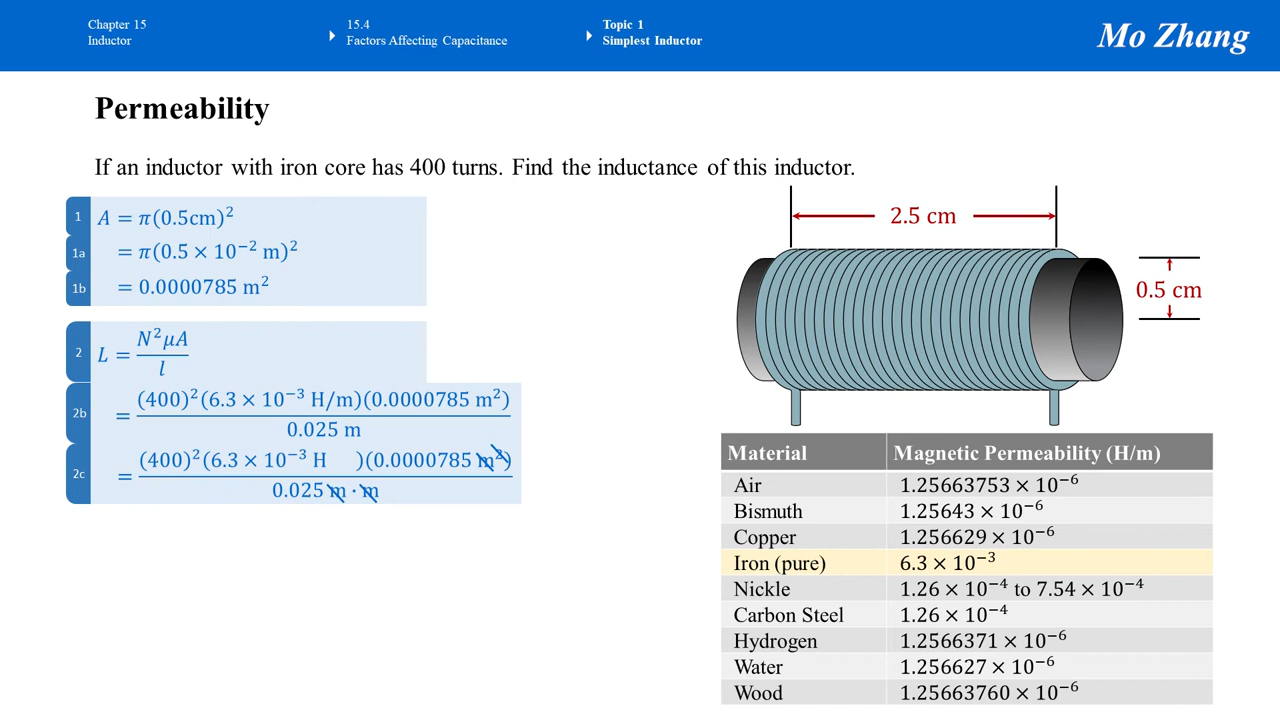 Chapter 15
Inductor
15.4
Factors Affecting Capacitance
Topic 1
Simplest Inductor
Mo Zhang
Permeability
If an inductor with iron core has 400 turns. Find the inductance of this inductor.
1 A = π(0.5cm)²
1a = π(0.5 × 10⁻² m)²
1b = 0.0000785 m²
2 L = N²μA / l
2b = (400)²(6.3 × 10⁻³ H/m)(0.0000785 m²) / 0.025 m
2c = (400)²(6.3 × 10⁻³ H )(0.0000785 m²) / 0.025 m · m
2.5 cm
0.5 cm
Material Magnetic Permeability (H/m)
Air 1.25663753 × 10⁻⁶
Bismuth 1.25643 × 10⁻⁶
Copper 1.256629 × 10⁻⁶
Iron (pure) 6.3 × 10⁻³
Nickle 1.26 × 10⁻⁴ to 7.54 × 10⁻⁴
Carbon Steel 1.26 × 10⁻⁴
Hydrogen 1.2566371 × 10⁻⁶
Water 1.256627 × 10⁻⁶
Wood 1.25663760 × 10⁻⁶